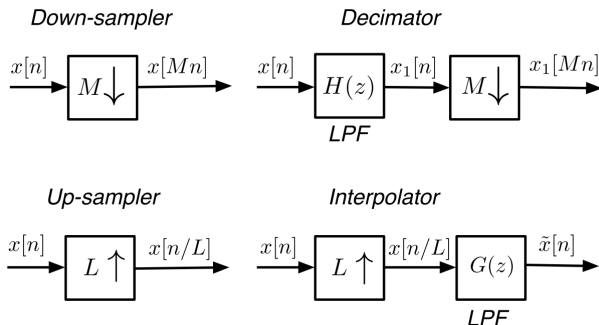 Down-sampler
x[n]
M↓
x[Mn]
Decimator
x[n]
H(z)
x₁[n]
M↓
x₁[Mn]
LPF
Up-sampler
x[n]
L↑
x[n/L]
Interpolator
x[n]
L↑
x[n/L]
G(z)
x̃[n]
LPF